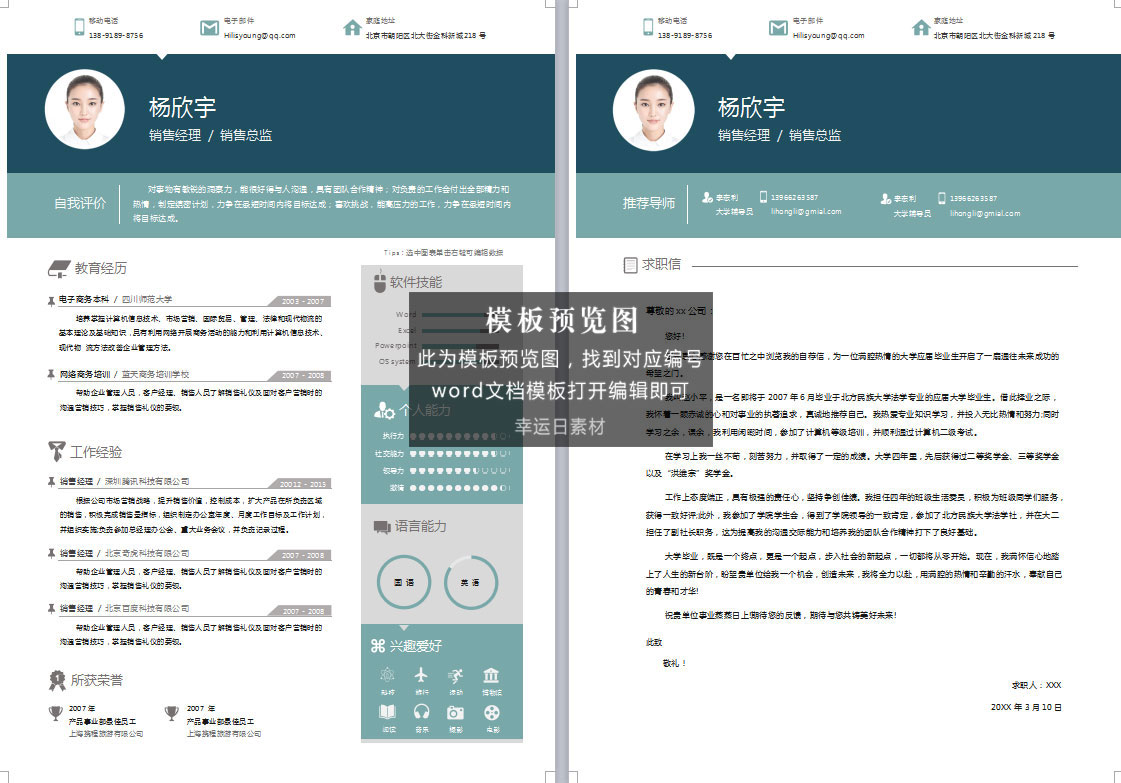 移动电话
138-9189-8756
电子邮件
Hilisyoung@qq.com
家庭地址
北京市朝阳区北大街金科新城 218 号
杨欣宇
销售经理 / 销售总监
自我评价
对事物有敏锐的洞察力，能很好得与人沟通，具有团队合作精神；对负责的工作会付出全部精力和
热情，制定缜密计划，力争在最短时间内将目标达成；喜欢挑战，能高压力的工作，力争在最短时间内
将目标达成。
Tips：选中图表单击右键可编辑数据
教育经历
电子商务本科 / 四川师范大学
2003 - 2007
培养掌握计算机信息技术、市场营销、国际贸易、管理、法律和现代物流的
基本理论及基础知识，具有利用网络开展商务活动的能力和利用计算机信息技术、
现代物 流方法改善企业管理方法。
网络商务培训 / 蓝天商务培训学校
2007 - 2008
帮助企业管理人员，客户经理、销售人员了解销售礼仪及面对客户营销时的
沟通营销技巧，掌握销售礼仪的要领。
工作经验
销售经理 / 深圳腾讯科技有限公司
20012 - 2013
根据公司市场营销战略，提升销售价值，控制成本，扩大产品在所负责区域
的销售，积极完成销售量指标，组织制定办公室年度、月度工作目标及工作计划，
并组织实施;负责参加总经理办公会、重大业务会议，并负责记录过程。
销售经理 / 北京奇虎科技有限公司
2007 - 2008
帮助企业管理人员，客户经理、销售人员了解销售礼仪及面对客户营销时的
沟通营销技巧，掌握销售礼仪的要领。
销售经理 / 北京百度科技有限公司
2007 - 2008
帮助企业管理人员，客户经理、销售人员了解销售礼仪及面对客户营销时的
沟通营销技巧，掌握销售礼仪的要领。
所获荣誉
2007 年
产品事业部最佳员工
上海携程旅游有限公司
2007 年
产品事业部最佳员工
上海携程旅游有限公司
软件技能
Word
Excel
Powerpoint
OS system
个人能力
执行力
社交能力
领导力
激情
语言能力
国 语
英 语
兴趣爱好
科技
旅行
运动
博物馆
阅读
音乐
摄影
电影
模板预览图
此为模板预览图，找到对应编号
word文档模板打开编辑即可
幸运日素材
移动电话
138-9189-8756
电子邮件
Hilisyoung@qq.com
家庭地址
北京市朝阳区北大街金科新城 218 号
杨欣宇
销售经理 / 销售总监
推荐导师
李宏利
大学辅导员
13966263587
lihongli@gmial.com
李宏利
大学辅导员
13966263587
lihongli@gmial.com
求职信
尊敬的 xx 公司：
您好！
感谢您在百忙之中浏览我的自荐信，为一位满腔热情的大学应届毕业生开启了一扇通往未来成功的
希望之门。
小平，是一名即将于 2007 年 6 月毕业于北方民族大学法学专业的应届大学毕业生。借此择业之际，
我怀着一颗赤诚的心和对事业的执著追求，真诚地推荐自己。我热爱专业知识学习，并投入无比热情和努力;同时
学习之余，课余，我利用闲暇时间，参加了计算机等级培训，并顺利通过计算机二级考试。
在学习上我一丝不苟，刻苦努力，并取得了一定的成绩。大学四年里，先后获得过二等奖学金、三等奖学金
以及 “洪维宗” 奖学金。
工作上态度端正，具有极强的责任心，坚持争创佳绩。我担任四年的班级生活委员，积极为班级同学们服务，
获得一致好评;此外，我参加了学院学生会，得到了学院领导的一致肯定，参加了北方民族大学法学社，并在大二
担任了副社长职务，这为提高我的沟通交际能力和培养我的团队合作精神打下了良好基础。
大学毕业，既是一个终点，更是一个起点，步入社会的新起点，一切都将从零开始。现在，我满怀信心地踏
上了人生的新台阶，盼至贵单位给我一个机会，创造未来，我将全力以赴，用满腔的热情和辛勤的汗水，奉献自己
的青春和才华!
祝贵单位事业蒸蒸日上!期待您的反馈，期待与您共铸美好未来!
此致
敬礼！
求职人：XXX
20XX 年 3 月 10 日